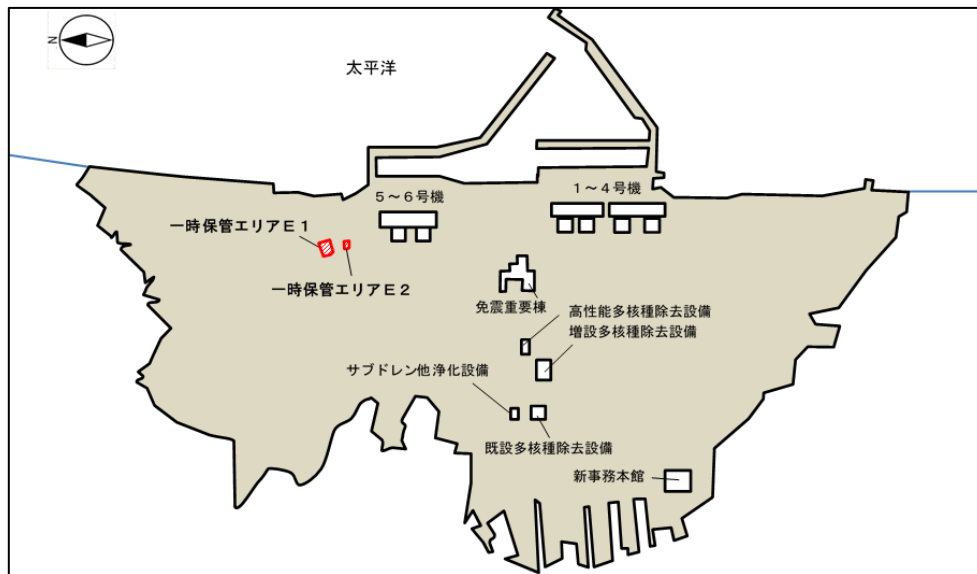 N
太平洋
5～6号機
1～4号機
一時保管エリアE1
一時保管エリアE2
免震重要棟
高性能多核種除去設備
増設多核種除去設備
サブドレン他浄化設備
既設多核種除去設備
新事務本館